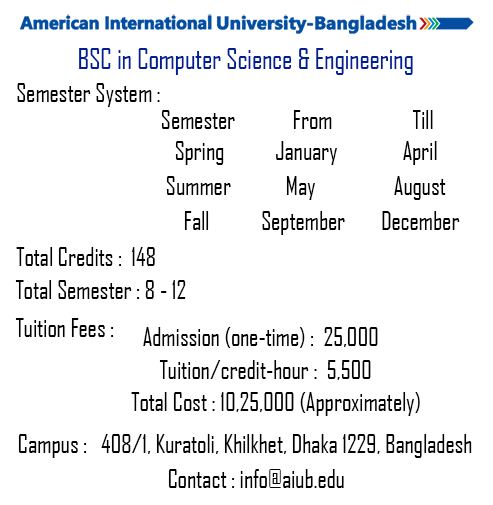 American International University-Bangladesh
BSC in Computer Science & Engineering
Semester System :
Semester From Till
Spring January April
Summer May August
Fall September December
Total Credits : 148
Total Semester : 8 - 12
Tuition Fees : Admission (one-time) : 25,000
Tuition/credit-hour : 5,500
Total Cost : 10,25,000 (Approximately)
Campus : 408/1, Kuratoli, Khilkhet, Dhaka 1229, Bangladesh
Contact : info@aiub.edu